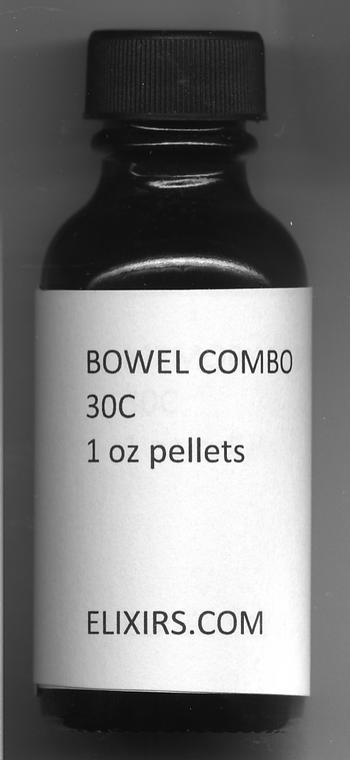 BOWEL COMBO
30C
1 oz pellets
ELIXIRS.COM